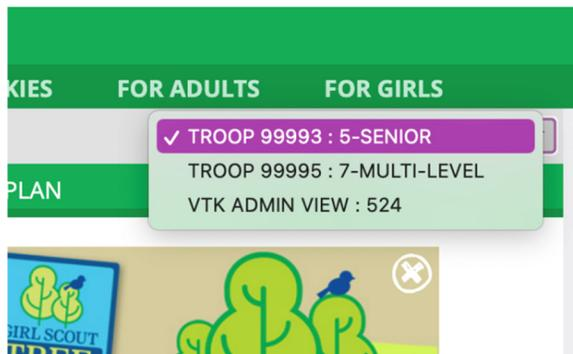 KIES FOR ADULTS FOR GIRLS
✓ TROOP 99993 : 5-SENIOR
TROOP 99995 : 7-MULTI-LEVEL
PLAN
VTK ADMIN VIEW : 524
GIRL SCOUT
TREE